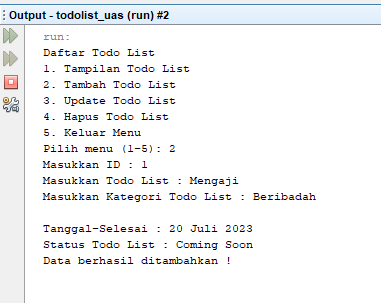 Output - todolist_uas (run) #2
run:
Daftar Todo List
1. Tampilan Todo List
2. Tambah Todo List
3. Update Todo List
4. Hapus Todo List
5. Keluar Menu
Pilih menu (1-5): 2
Masukkan ID : 1
Masukkan Todo List : Mengaji
Masukkan Kategori Todo List : Beribadah
Tanggal-Selesai : 20 Juli 2023
Status Todo List : Coming Soon
Data berhasil ditambahkan !